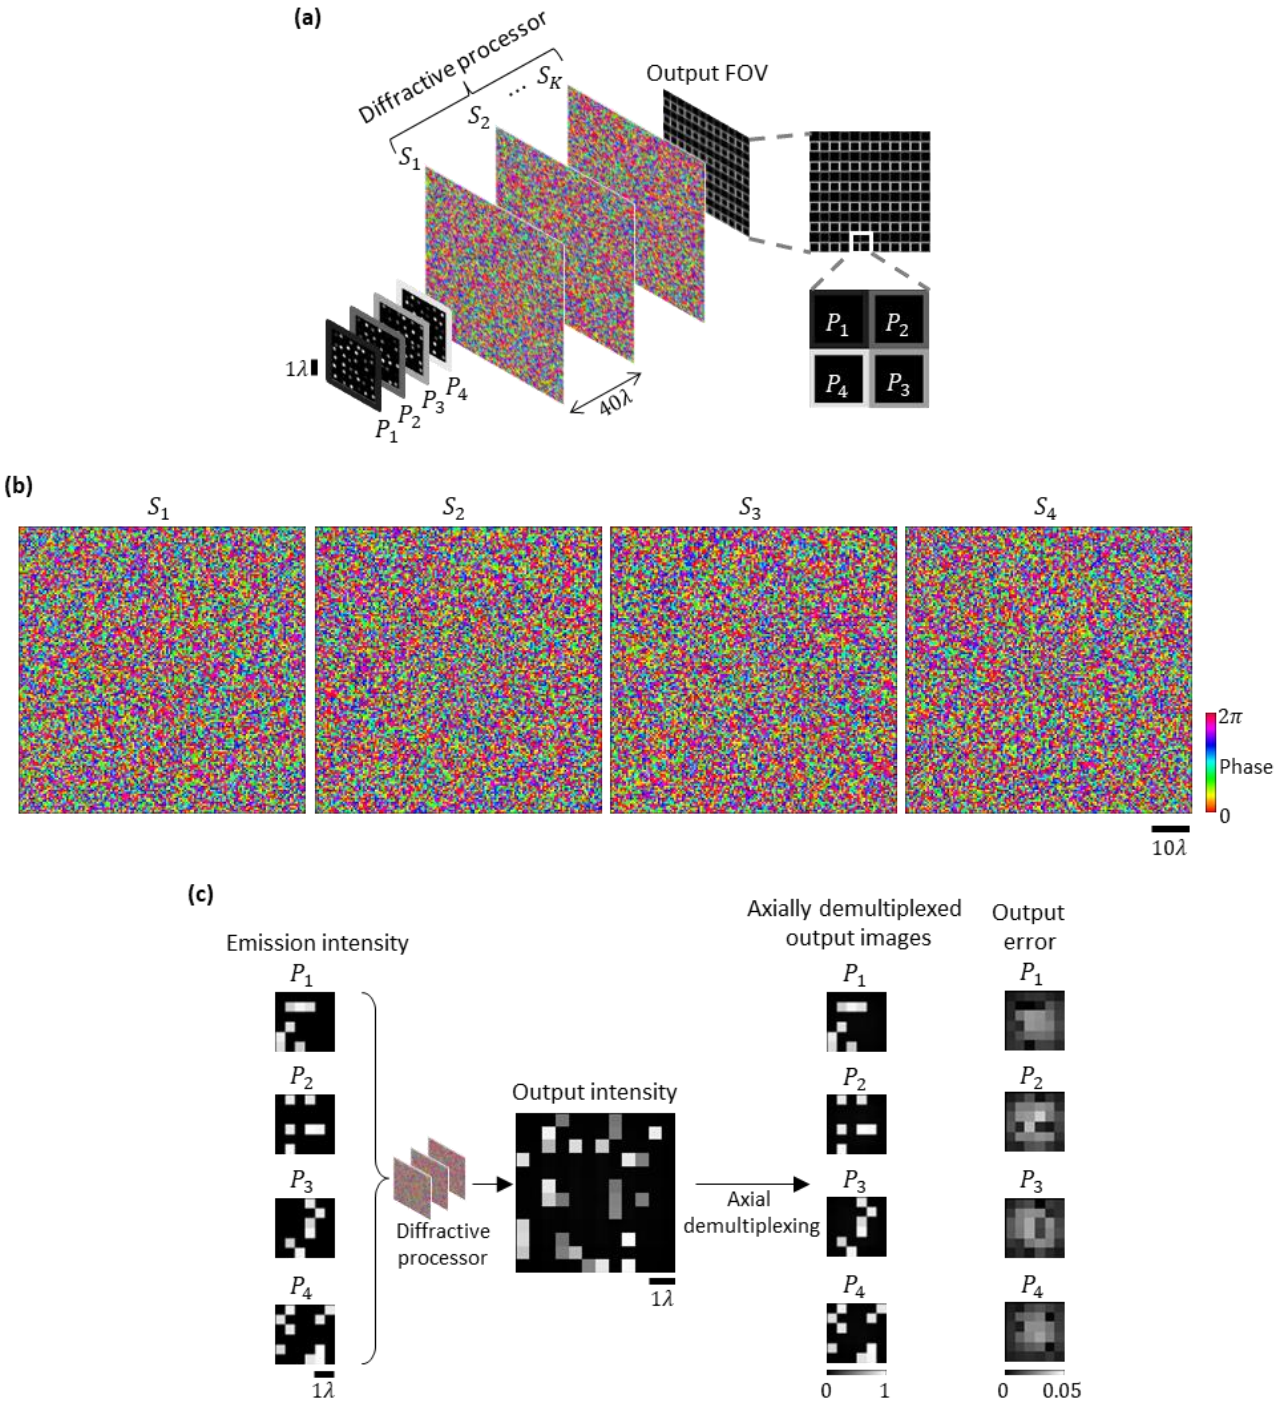 (a)
Diffractive processor
S₁
S₂
...
S_K
Output FOV
1λ
P₁
P₂
P₃
P₄
40λ
P₁ P₂
P₄ P₃
(b)
S₁ S₂ S₃ S₄
2π
Phase
0
10λ
(c)
Emission intensity
P₁
P₂
P₃
P₄
1λ
Diffractive
processor
Output intensity
1λ
Axial
demultiplexing
Axially demultiplexed
output images
P₁
P₂
P₃
P₄
0 1
Output
error
P₁
P₂
P₃
P₄
0 0.05